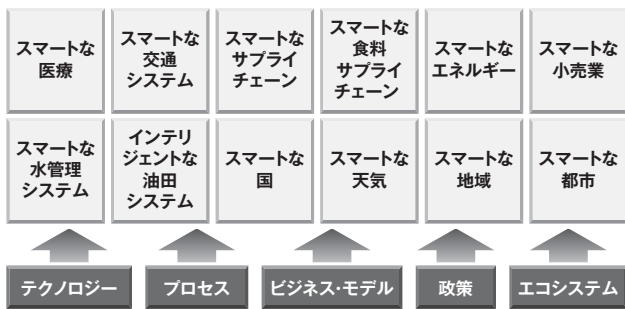 スマートな
医療
スマートな
交通
システム
スマートな
サプライ
チェーン
スマートな
食料
サプライ
チェーン
スマートな
エネルギー
スマートな
小売業
スマートな
水管理
システム
インテリ
ジェントな
油田
システム
スマートな
国
スマートな
天気
スマートな
地域
スマートな
都市
テクノロジー
プロセス
ビジネス・モデル
政策
エコシステム